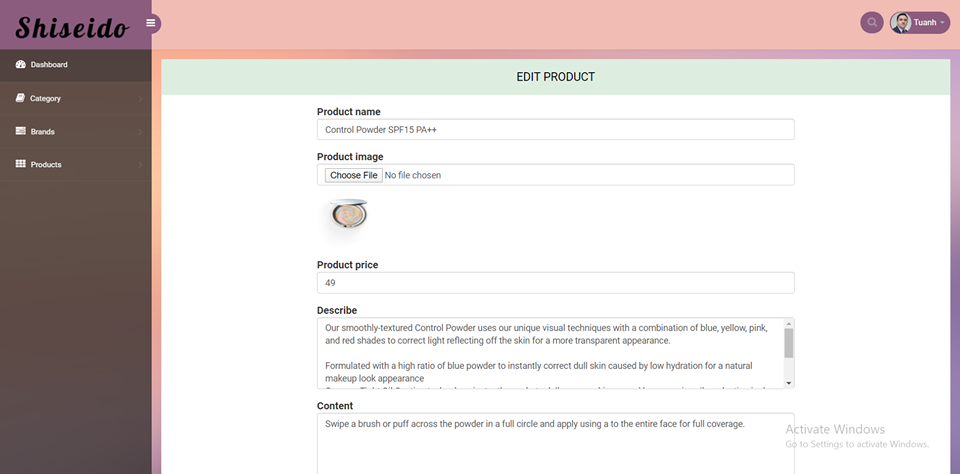 Shiseido
Tuanh
Dashboard
Category
Brands
Products
EDIT PRODUCT
Product name
Control Powder SPF15 PA++
Product image
Choose File No file chosen
Product price
49
Describe
Our smoothly-textured Control Powder uses our unique visual techniques with a combination of blue, yellow, pink,
and red shades to correct light reflecting off the skin for a more transparent appearance.
Formulated with a high ratio of blue powder to instantly correct dull skin caused by low hydration for a natural
makeup look appearance
Content
Swipe a brush or puff across the powder in a full circle and apply using a to the entire face for full coverage.
Activate Windows
Go to Settings to activate Windows.